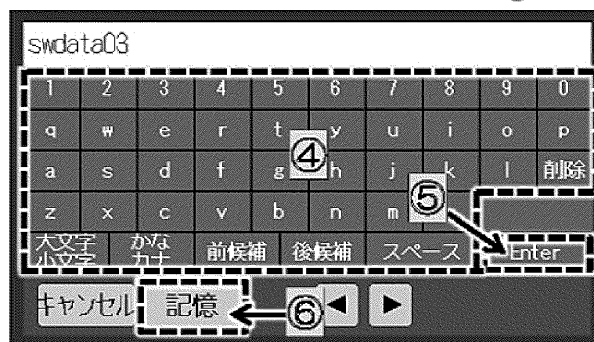 swdata03
1 2 3 4 5 6 7 8 9 0
q w e r t y u i o p
④
a s d f g h j k l 削除
⑤
z x c v b n m
大文字 小文字 かな カナ 前候補 後候補 スペース Enter
キャンセル 記憶 ⑥ ◀ ▶